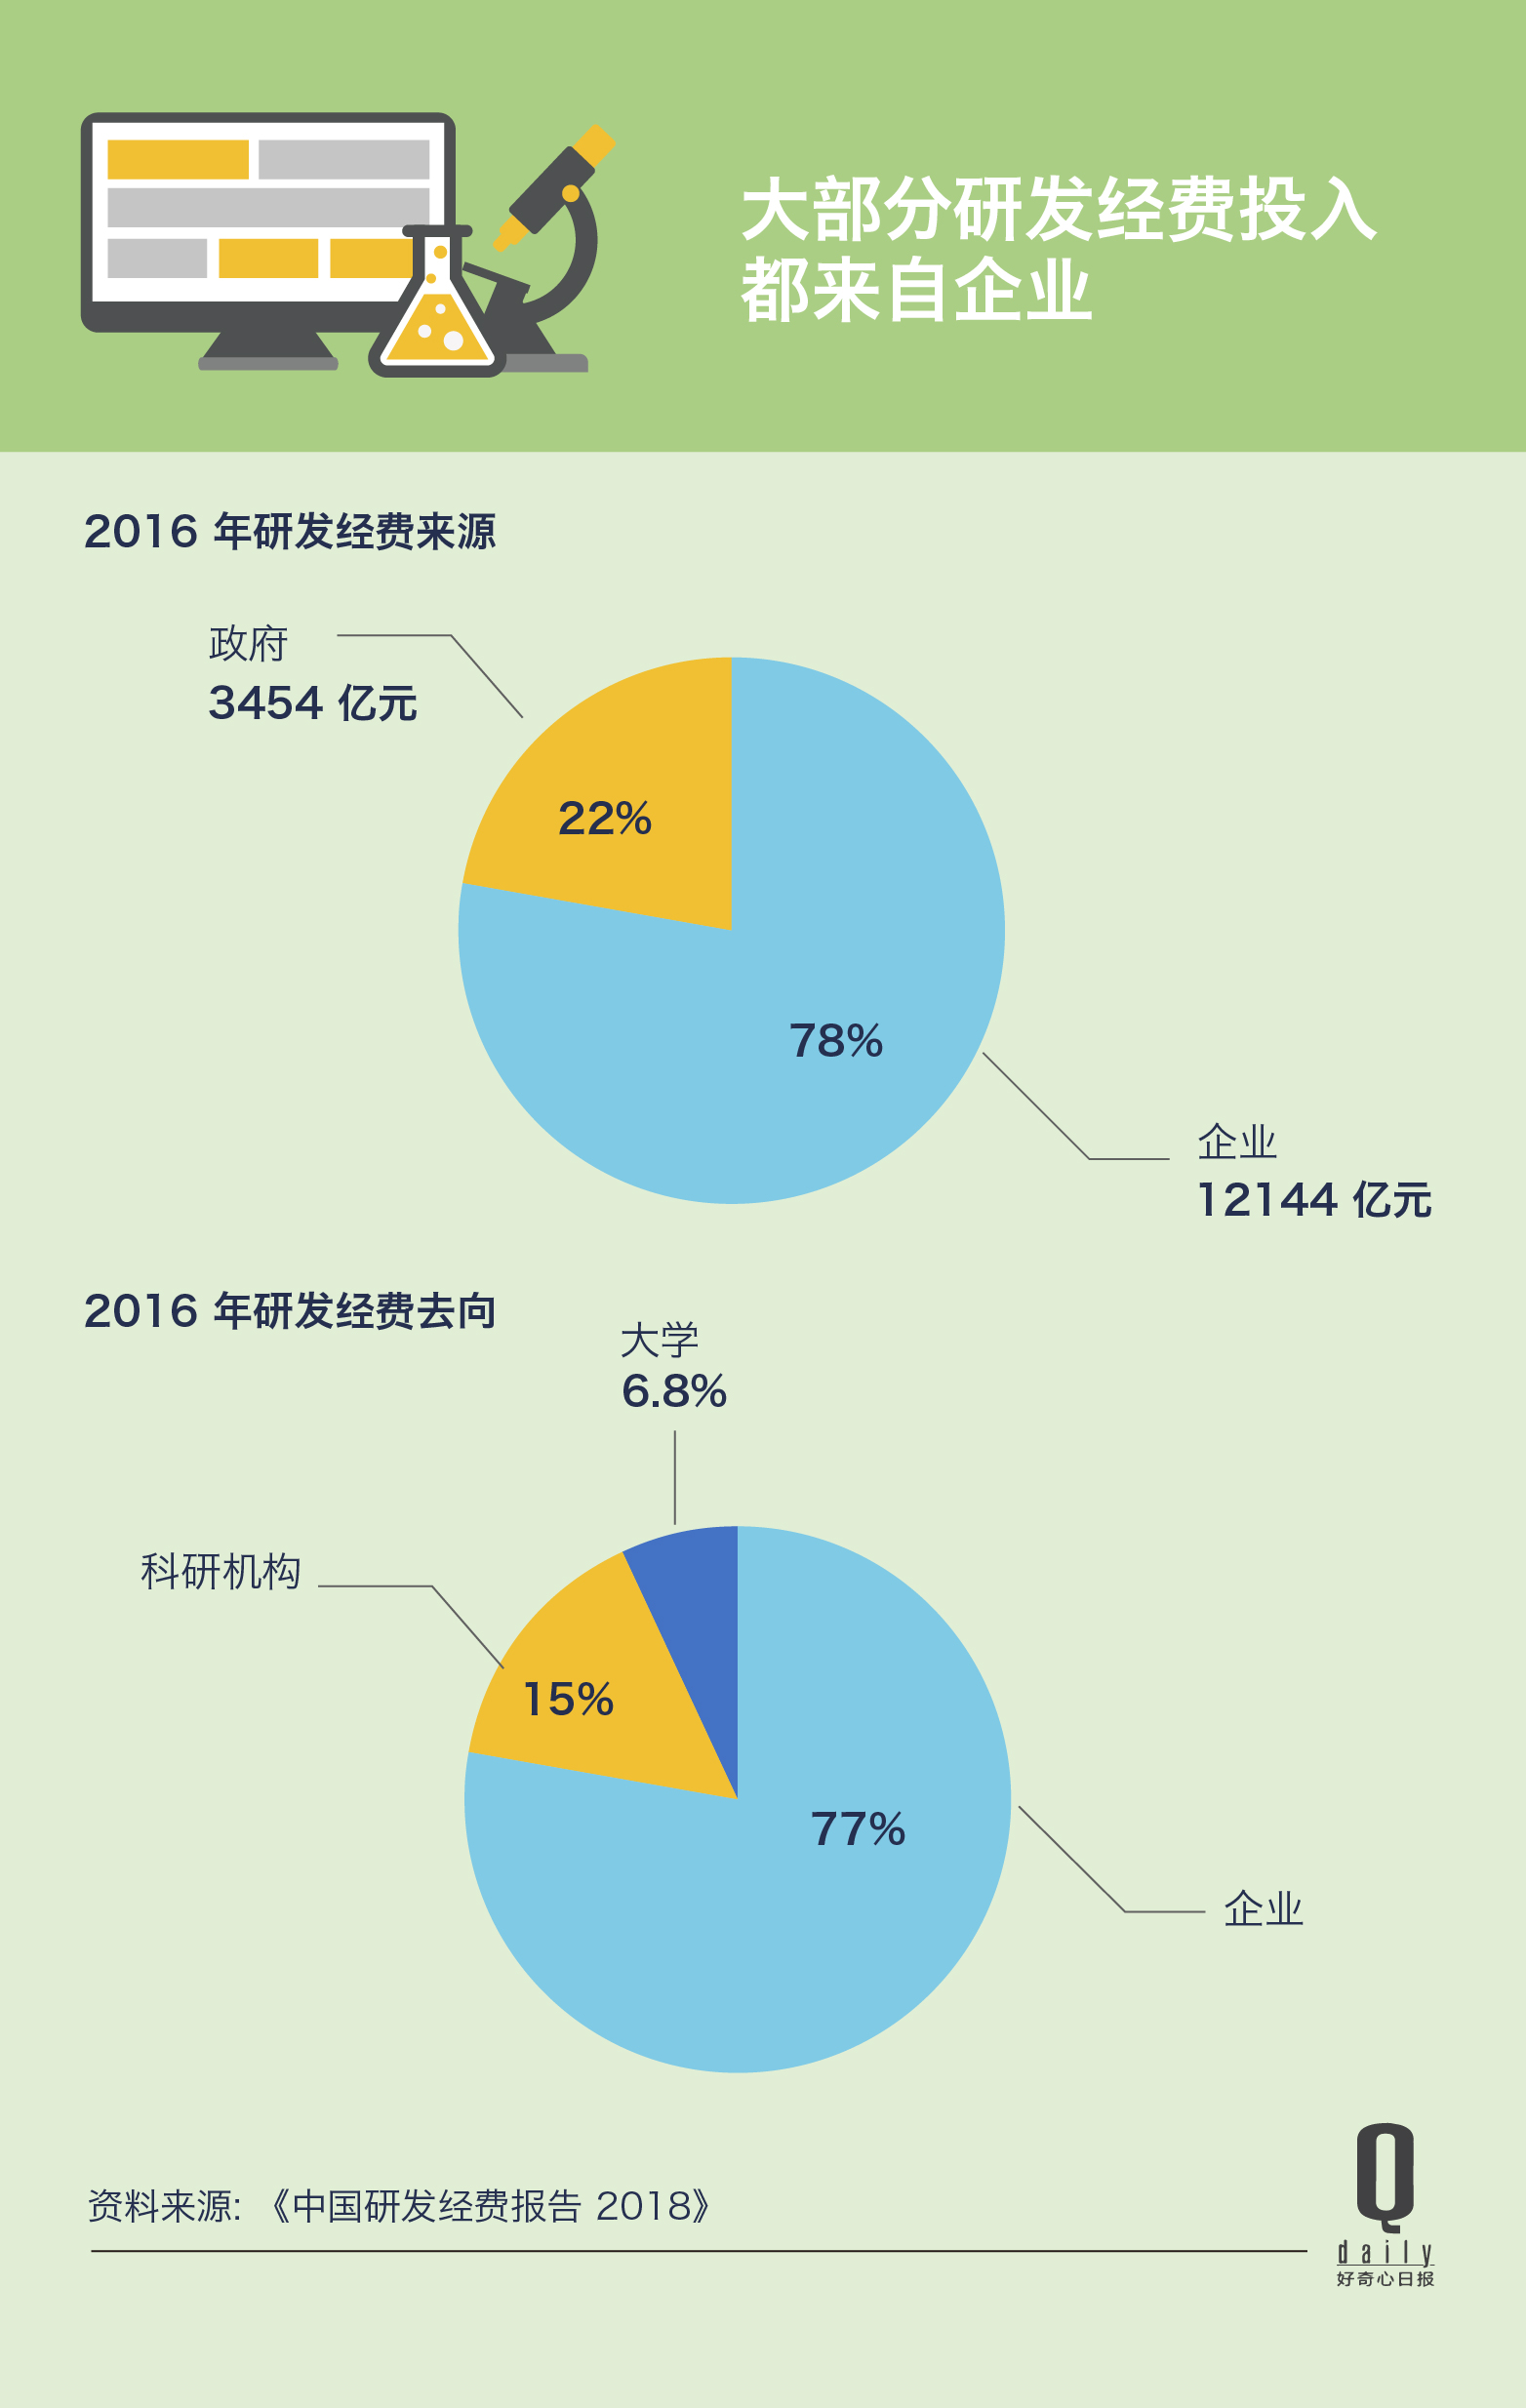 大部分研发经费投入
都来自企业
2016 年研发经费来源
政府
3454 亿元
22%
78%
企业
12144 亿元
2016 年研发经费去向
大学
6.8%
科研机构
15%
77%
企业
资料来源: 《中国研发经费报告 2018》
Q
daily
好奇心日报